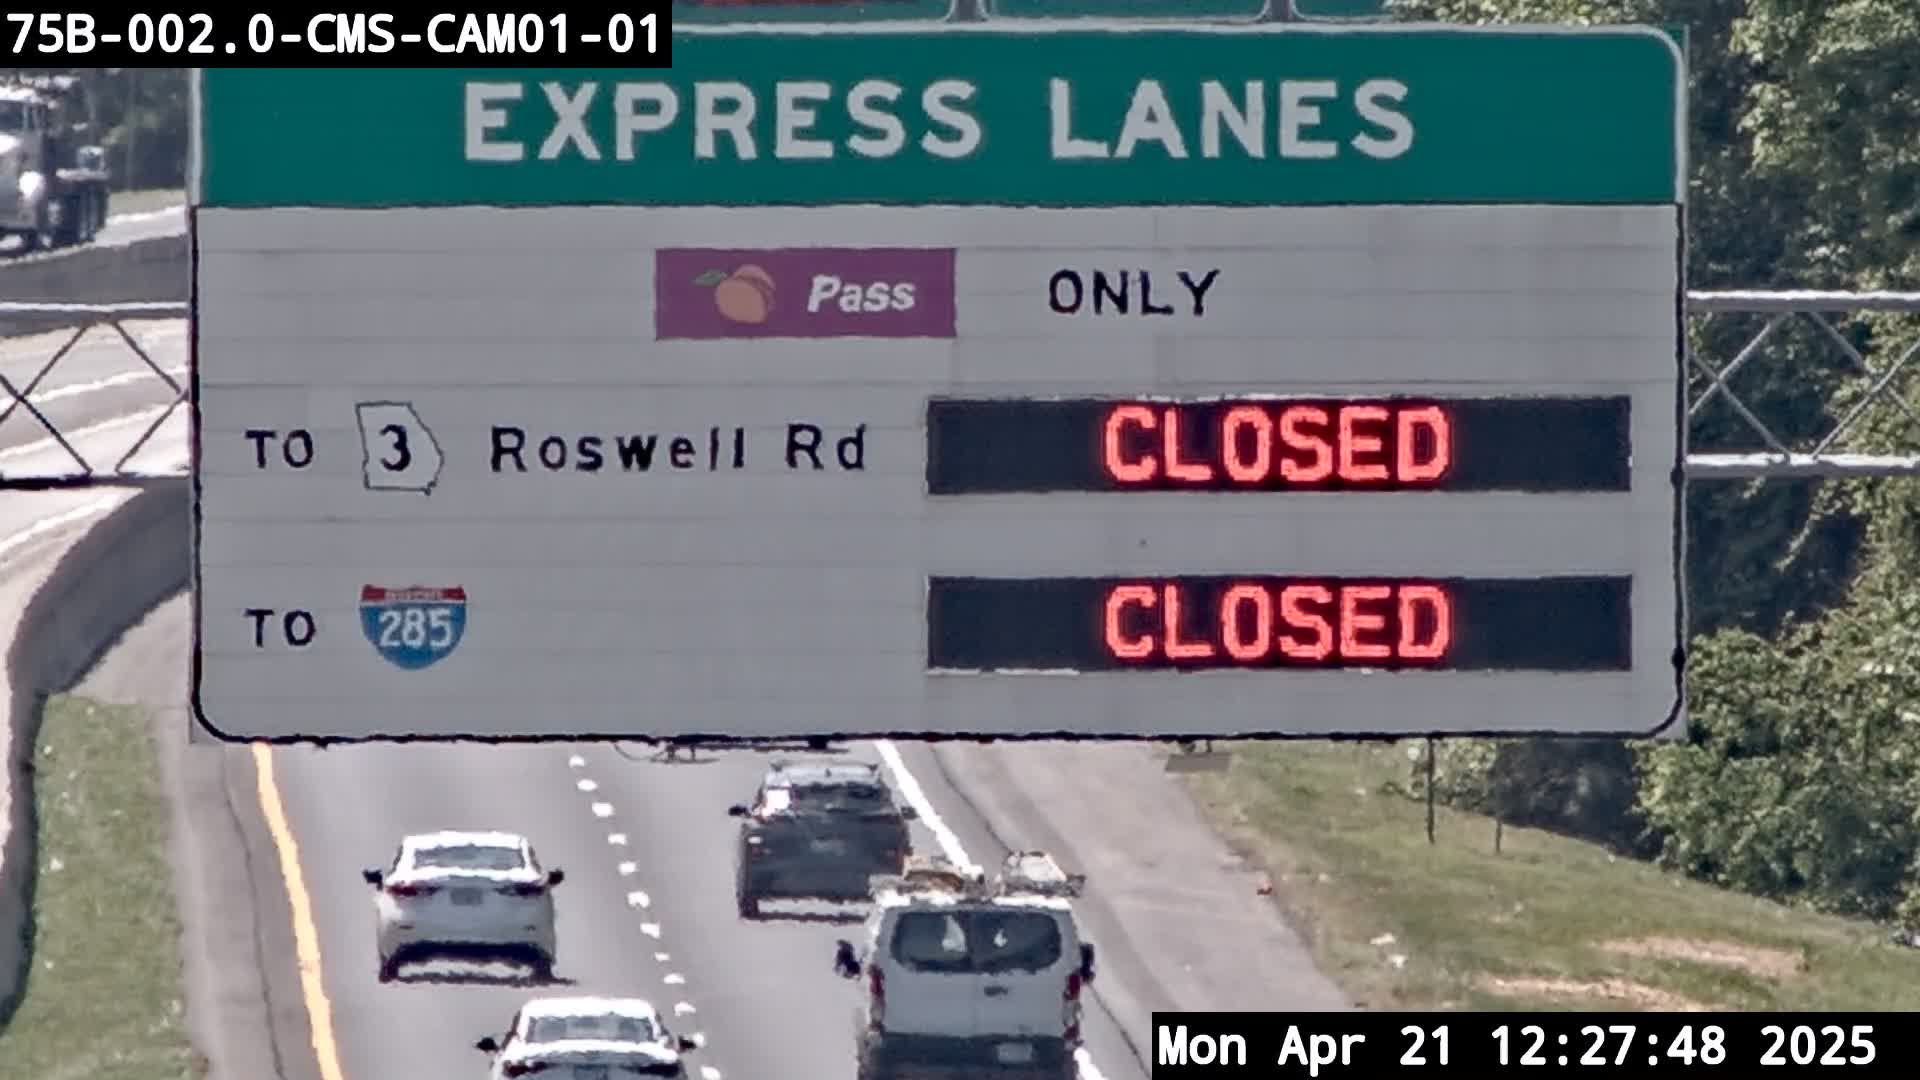 75B-002.0-CMS-CAM01-01
EXPRESS LANES
Pass ONLY
TO 3 Roswell Rd CLOSED
TO 285 CLOSED
Mon Apr 21 12:27:48 2025